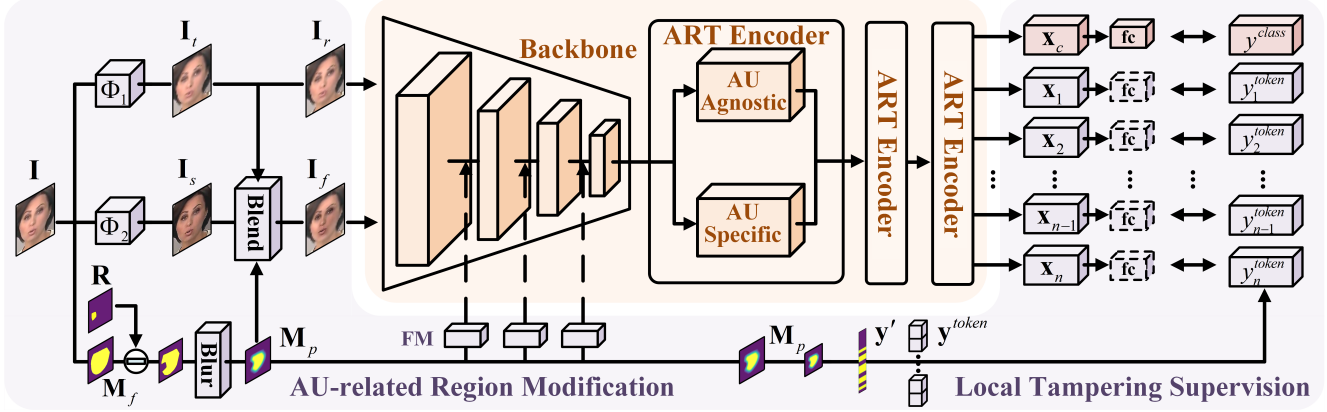 I
Φ₁
Φ₂
I_t
I_s
I_r
I_f
Blend
R
M_f
Blur
M_p
AU-related Region Modification
Backbone
FM
ART Encoder
AU
Agnostic
AU
Specific
ART Encoder
ART Encoder
x_c fc y^class
x_1 fc y_1^token
x_2 fc y_2^token
x_{n-1} fc y_{n-1}^token
x_n fc y_n^token
M_p
y′
y^token
Local Tampering Supervision